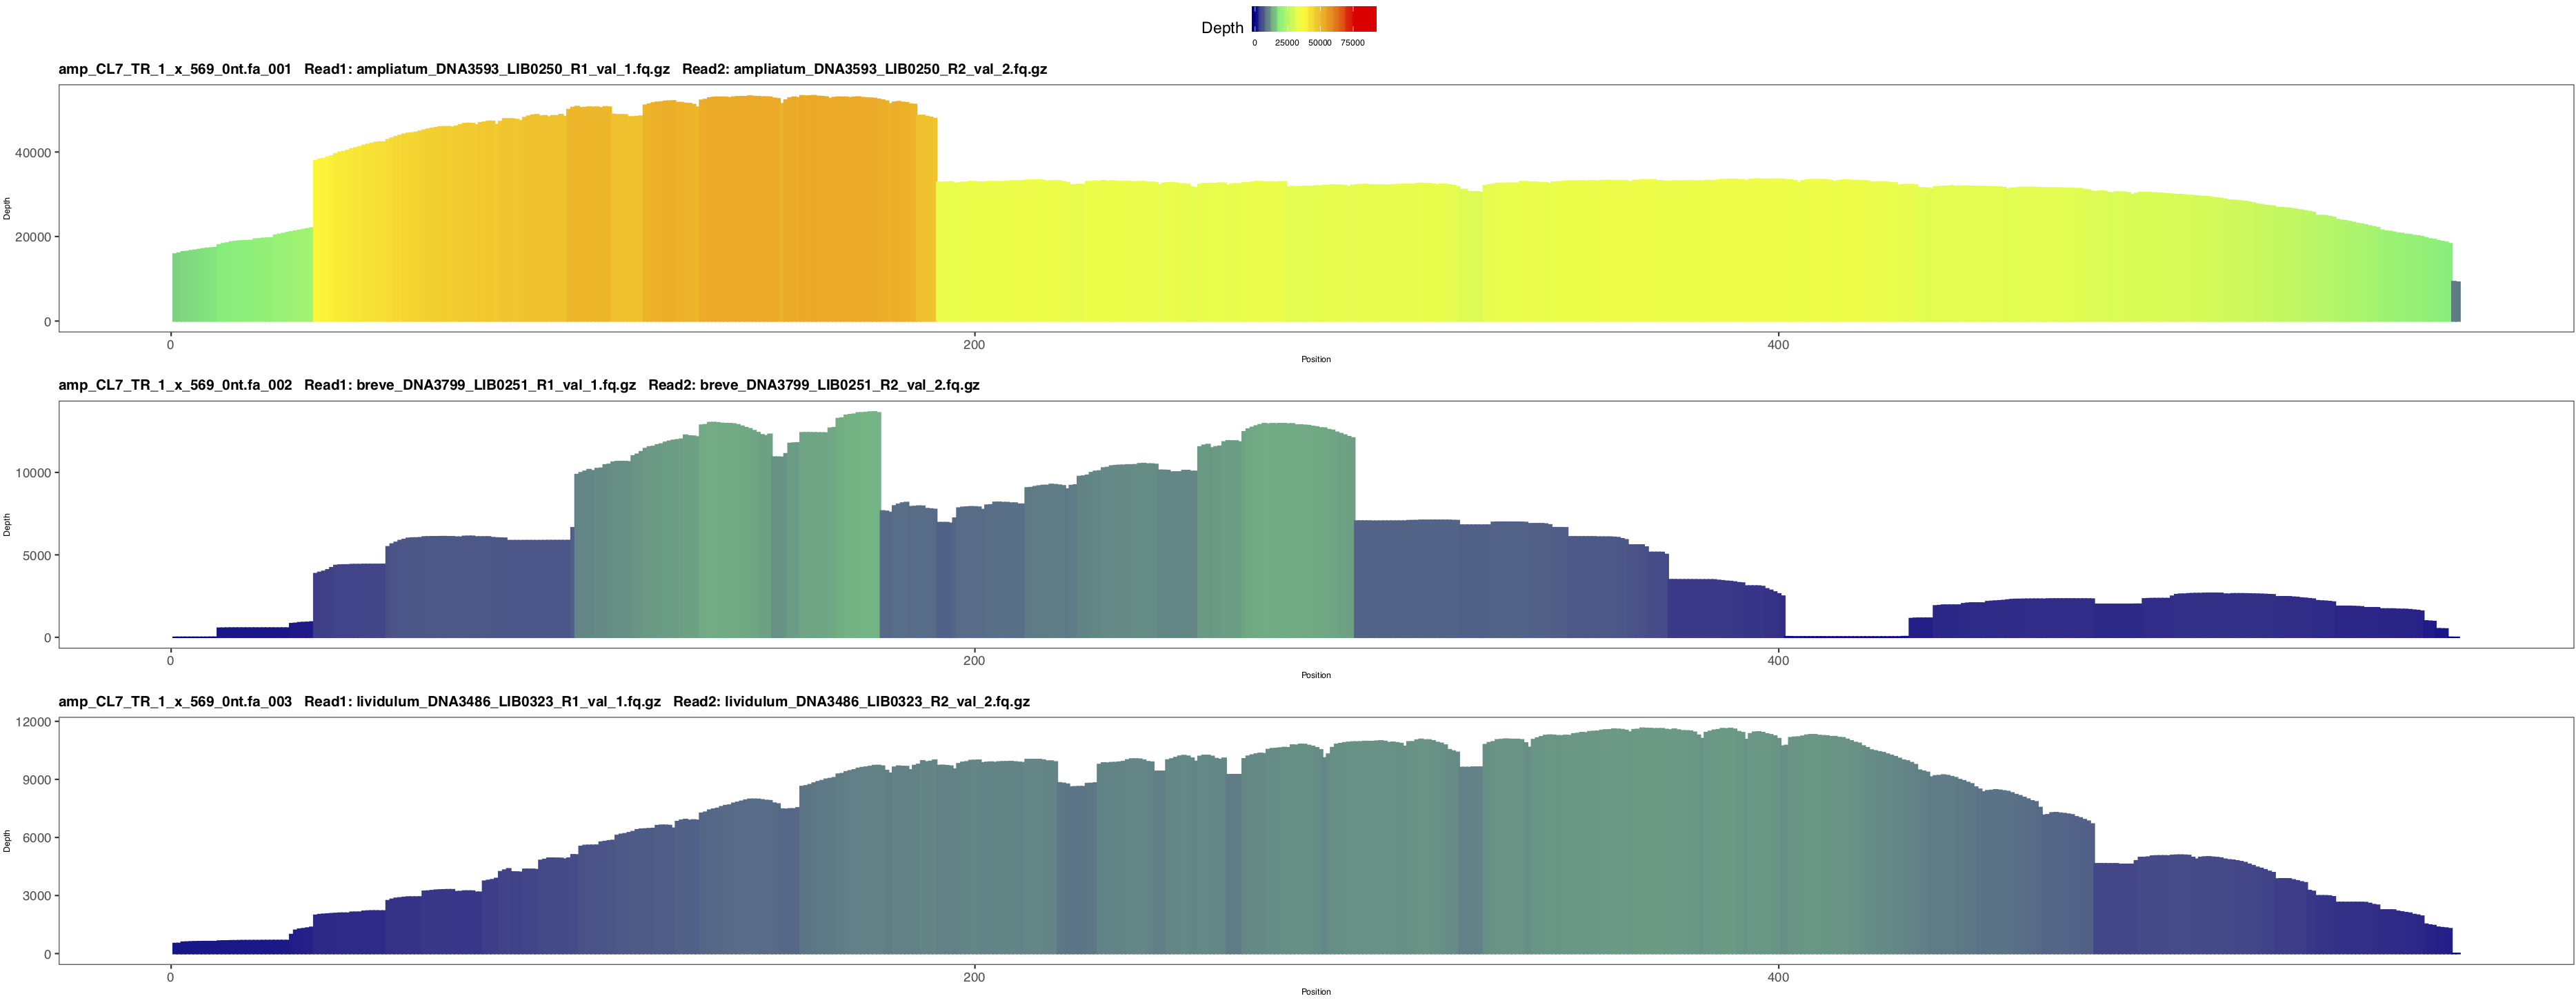 Depth
0 25000 50000 75000
amp_CL7_TR_1_x_569_0nt.fa_001 Read1: ampliatum_DNA3593_LIB0250_R1_val_1.fq.gz Read2: ampliatum_DNA3593_LIB0250_R2_val_2.fq.gz
Depth
40000
20000
0
0 200 400
Position
amp_CL7_TR_1_x_569_0nt.fa_002 Read1: breve_DNA3799_LIB0251_R1_val_1.fq.gz Read2: breve_DNA3799_LIB0251_R2_val_2.fq.gz
Depth
10000
5000
0
0 200 400
Position
amp_CL7_TR_1_x_569_0nt.fa_003 Read1: lividulum_DNA3486_LIB0323_R1_val_1.fq.gz Read2: lividulum_DNA3486_LIB0323_R2_val_2.fq.gz
Depth
12000
9000
6000
3000
0
0 200 400
Position